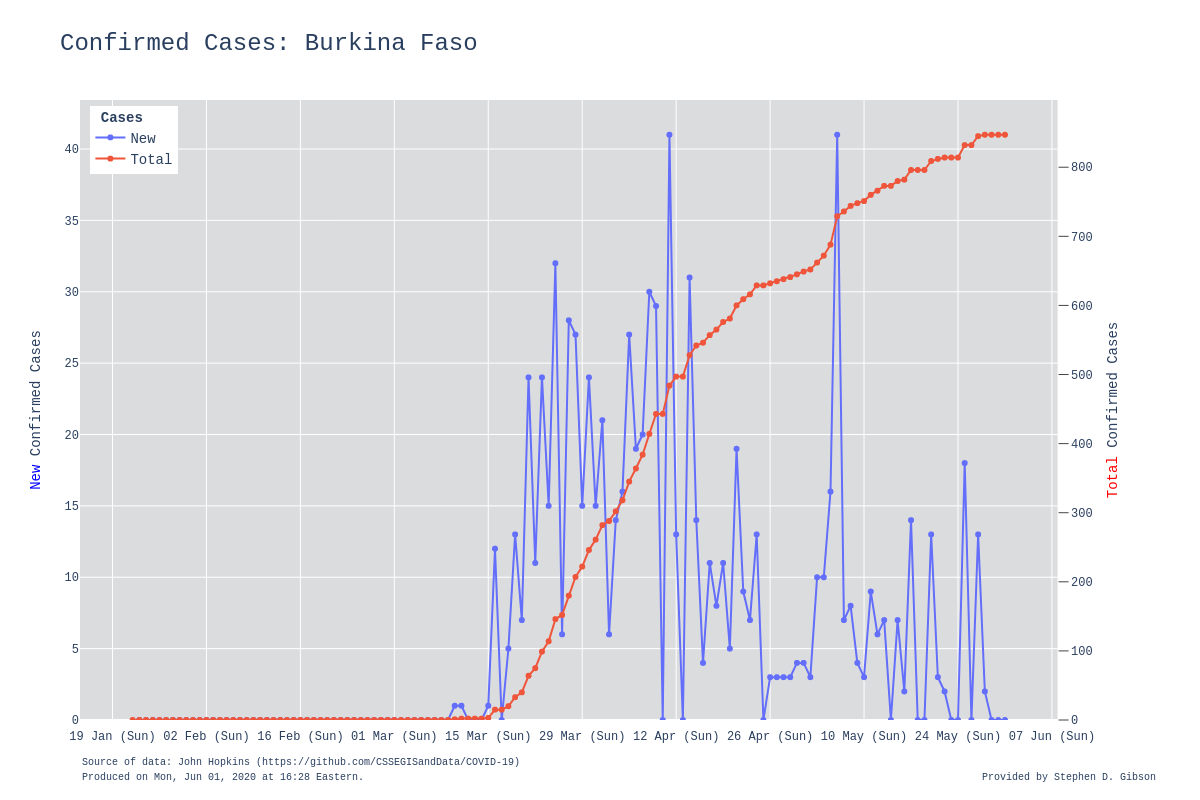 Confirmed Cases: Burkina Faso
Cases
New
Total
40
35
30
25
20
15
10
5
0
800
700
600
500
400
300
200
100
0
New Confirmed Cases
Total Confirmed Cases
19 Jan (Sun) 02 Feb (Sun) 16 Feb (Sun) 01 Mar (Sun) 15 Mar (Sun) 29 Mar (Sun) 12 Apr (Sun) 26 Apr (Sun) 10 May (Sun) 24 May (Sun) 07 Jun (Sun)
Source of data: John Hopkins (https://github.com/CSSEGISandData/COVID-19)
Produced on Mon, Jun 01, 2020 at 16:28 Eastern.
Provided by Stephen D. Gibson